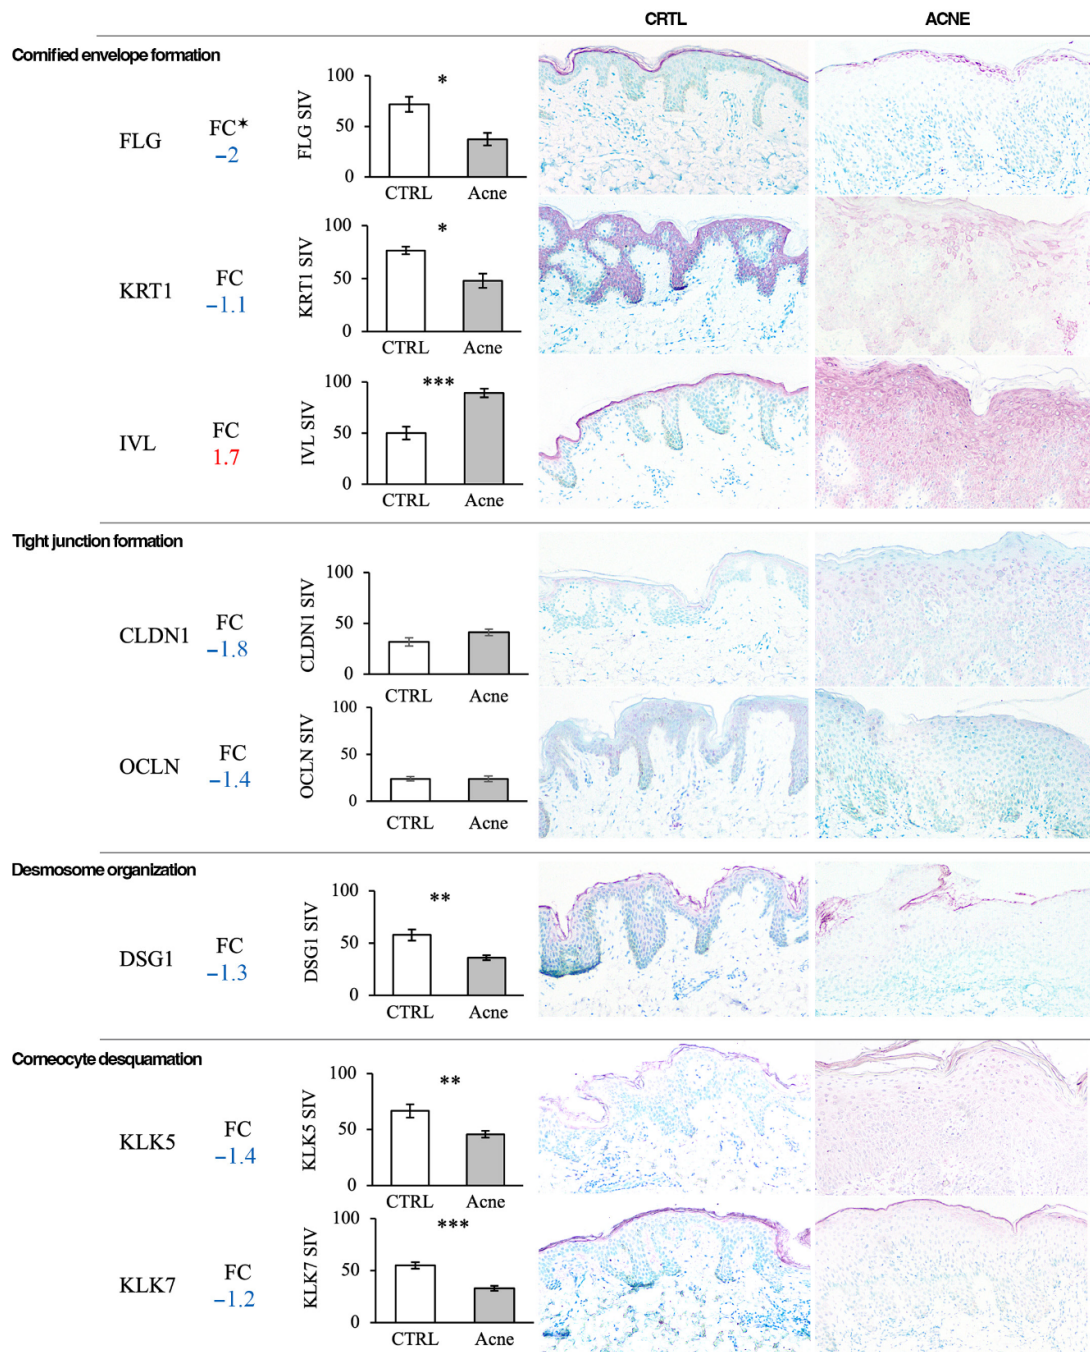 CRTL ACNE
Cornified envelope formation
FLG
FC✶
−2
FLG SIV
100
50
0
*
CTRL Acne
KRT1
FC
−1.1
KRT1 SIV
100
50
0
*
CTRL Acne
IVL
FC
1.7
IVL SIV
100
50
0
***
CTRL Acne
Tight junction formation
CLDN1
FC
−1.8
CLDN1 SIV
100
50
0
CTRL Acne
OCLN
FC
−1.4
OCLN SIV
100
50
0
CTRL Acne
Desmosome organization
DSG1
FC
−1.3
DSG1 SIV
100
50
0
**
CTRL Acne
Corneocyte desquamation
KLK5
FC
−1.4
KLK5 SIV
100
50
0
**
CTRL Acne
KLK7
FC
−1.2
KLK7 SIV
100
50
0
***
CTRL Acne